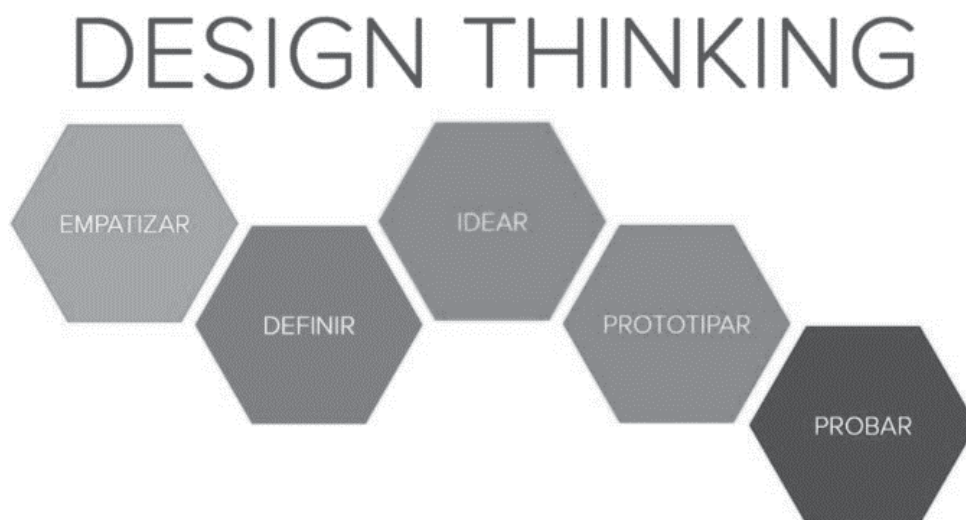 DESIGN THINKING
EMPATIZAR
DEFINIR
IDEAR
PROTOTIPAR
PROBAR